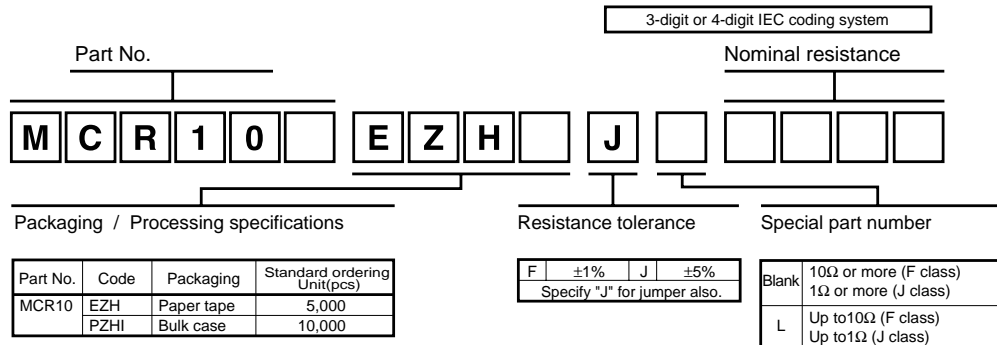 3-digit or 4-digit IEC coding system
Part No.
Nominal resistance
M C R 1 0 E Z H J
Packaging / Processing specifications
Resistance tolerance
Special part number
Part No. Code Packaging Standard ordering Unit(pcs)
MCR10 EZH Paper tape 5,000
PZHI Bulk case 10,000
F ±1% J ±5%
Specify "J" for jumper also.
Blank 10Ω or more (F class)
1Ω or more (J class)
L Up to10Ω (F class)
Up to1Ω (J class)